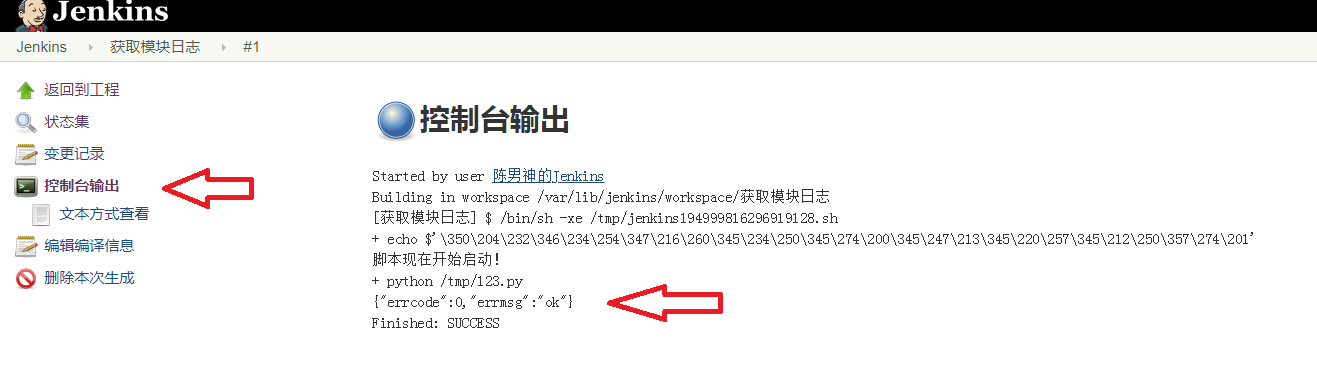 Jenkins
Jenkins 获取模块日志 #1
返回到工程
状态集
变更记录
控制台输出
文本方式查看
编辑编译信息
删除本次生成
控制台输出
Started by user 陈男神的Jenkins
Building in workspace /var/lib/jenkins/workspace/获取模块日志
[获取模块日志] $ /bin/sh -xe /tmp/jenkins194999816296919128.sh
+ echo $'\350\204\232\346\234\254\347\216\260\345\234\250\345\274\200\345\247\213\345\220\257\345\212\250\357\274\201'
脚本现在开始启动!
+ python /tmp/123.py
{"errcode":0,"errmsg":"ok"}
Finished: SUCCESS